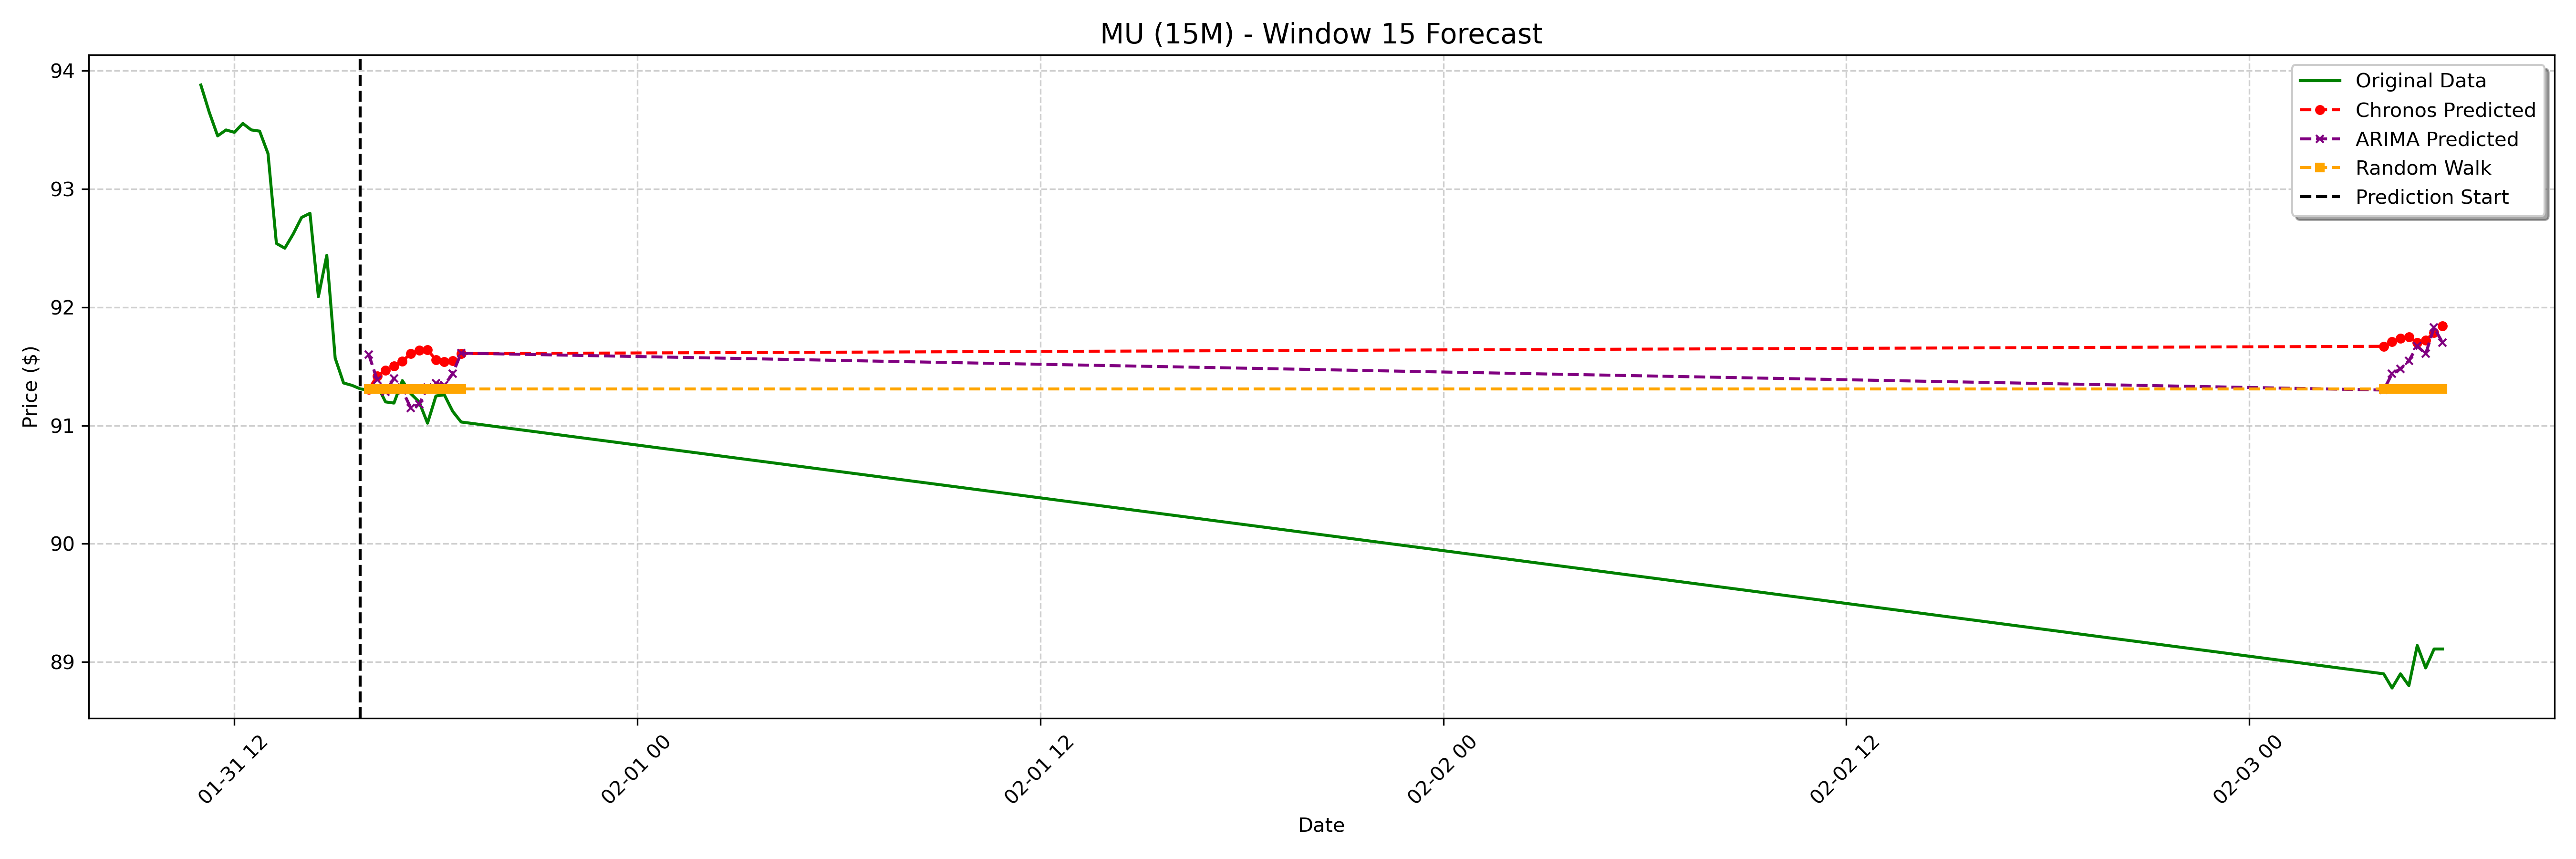 MU (15M) - Window 15 Forecast
94
93
92
91
90
89
Price ($)
Original Data
Chronos Predicted
ARIMA Predicted
Random Walk
Prediction Start
01-31 12
02-01 00
02-01 12
02-02 00
02-02 12
02-03 00
Date